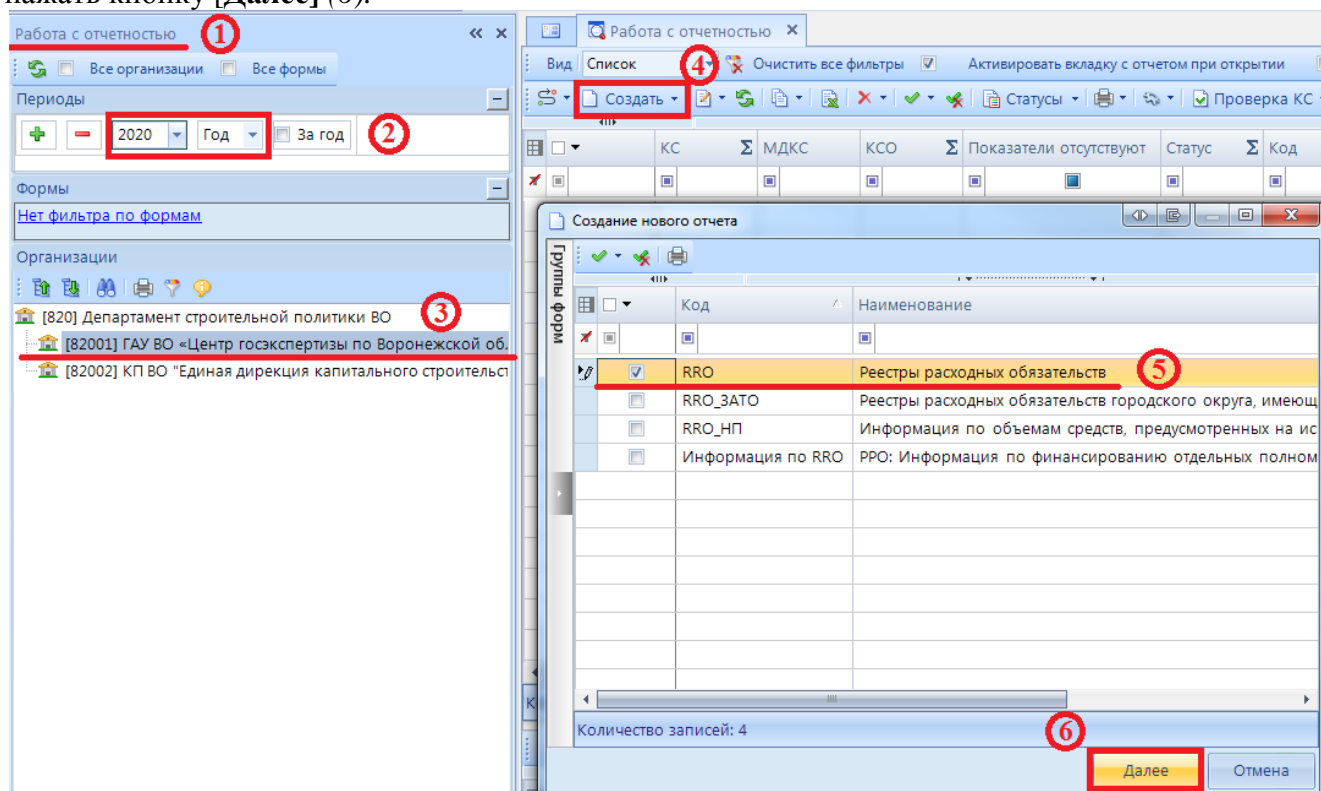 нажать кнопку [Далее] (6).
Работа с отчетностью
1
Все организации Все формы
Периоды
2020 Год За год
2
Формы
Нет фильтра по формам
Организации
3
[820] Департамент строительной политики ВО
[82001] ГАУ ВО «Центр госэкспертизы по Воронежской об.
[82002] КП ВО "Единая дирекция капитального строительст
Работа с отчетностью
Вид Список
4
Очистить все фильтры Активировать вкладку с отчетом при открытии
Создать Статусы Проверка КС
КС Σ МДКС КСО Σ Показатели отсутствуют Статус Σ Код
Создание нового отчета
Группы форм
Код Наименование
RRO Реестры расходных обязательств
5
RRO_ЗАТО Реестры расходных обязательств городского округа, имеющ
RRO_НП Информация по объемам средств, предусмотренных на ис
Информация по RRO РРО: Информация по финансированию отдельных полном
Количество записей: 4
6
Далее Отмена